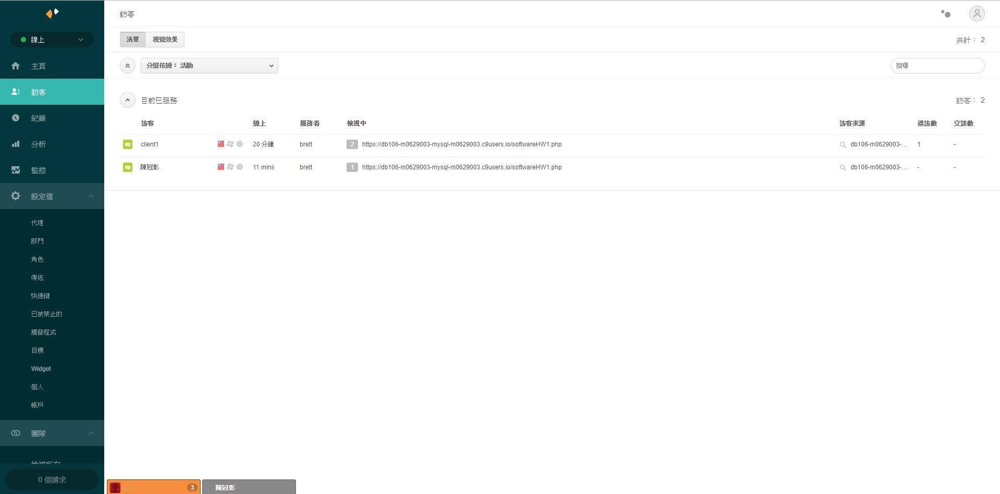 訪客
線上
清單 視覺效果 共計： 2
主頁
分組依據： 活動 搜尋
訪客
目前已服務 訪客： 2
紀錄
訪客 線上 服務者 檢視中 訪客來源 造訪數 交談數
分析
client1 20 分鐘 brett 2 https://db106-m0629003-mysql-m0629003.c9users.io/softwareHW1.php db106-m0629003-... 1 -
監控
陳冠彰 11 mins brett 1 https://db106-m0629003-mysql-m0629003.c9users.io/softwareHW1.php db106-m0629003-... - -
設定值
代理
部門
角色
傳送
快速鍵
已被禁止的
觸發程式
目標
Widget
個人
帳戶
團隊
檢視所有
0 個請求
-.- 3 陳冠彰